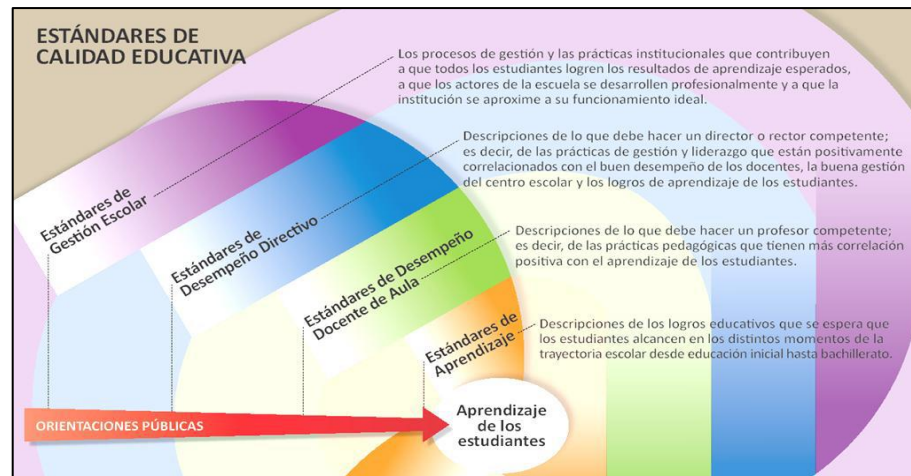 ESTÁNDARES DE
CALIDAD EDUCATIVA
Los procesos de gestión y las prácticas institucionales que contribuyen
a que todos los estudiantes logren los resultados de aprendizaje esperados,
a que los actores de la escuela se desarrollen profesionalmente y a que la
institución se aproxime a su funcionamiento ideal.
Estándares de
Gestión Escolar
Descripciones de lo que debe hacer un director o rector competente;
es decir, de las prácticas de gestión y liderazgo que están positivamente
correlacionados con el buen desempeño de los docentes, la buena gestión
del centro escolar y los logros de aprendizaje de los estudiantes.
Estándares de
Desempeño Directivo
Descripciones de lo que debe hacer un profesor competente;
es decir, de las prácticas pedagógicas que tienen más correlación
positiva con el aprendizaje de los estudiantes.
Estándares de Desempeño
Docente de Aula
Descripciones de los logros educativos que se espera que
los estudiantes alcancen en los distintos momentos de la
trayectoria escolar desde educación inicial hasta bachillerato.
Estándares de
Aprendizaje
ORIENTACIONES PÚBLICAS
Aprendizaje
de los
estudiantes